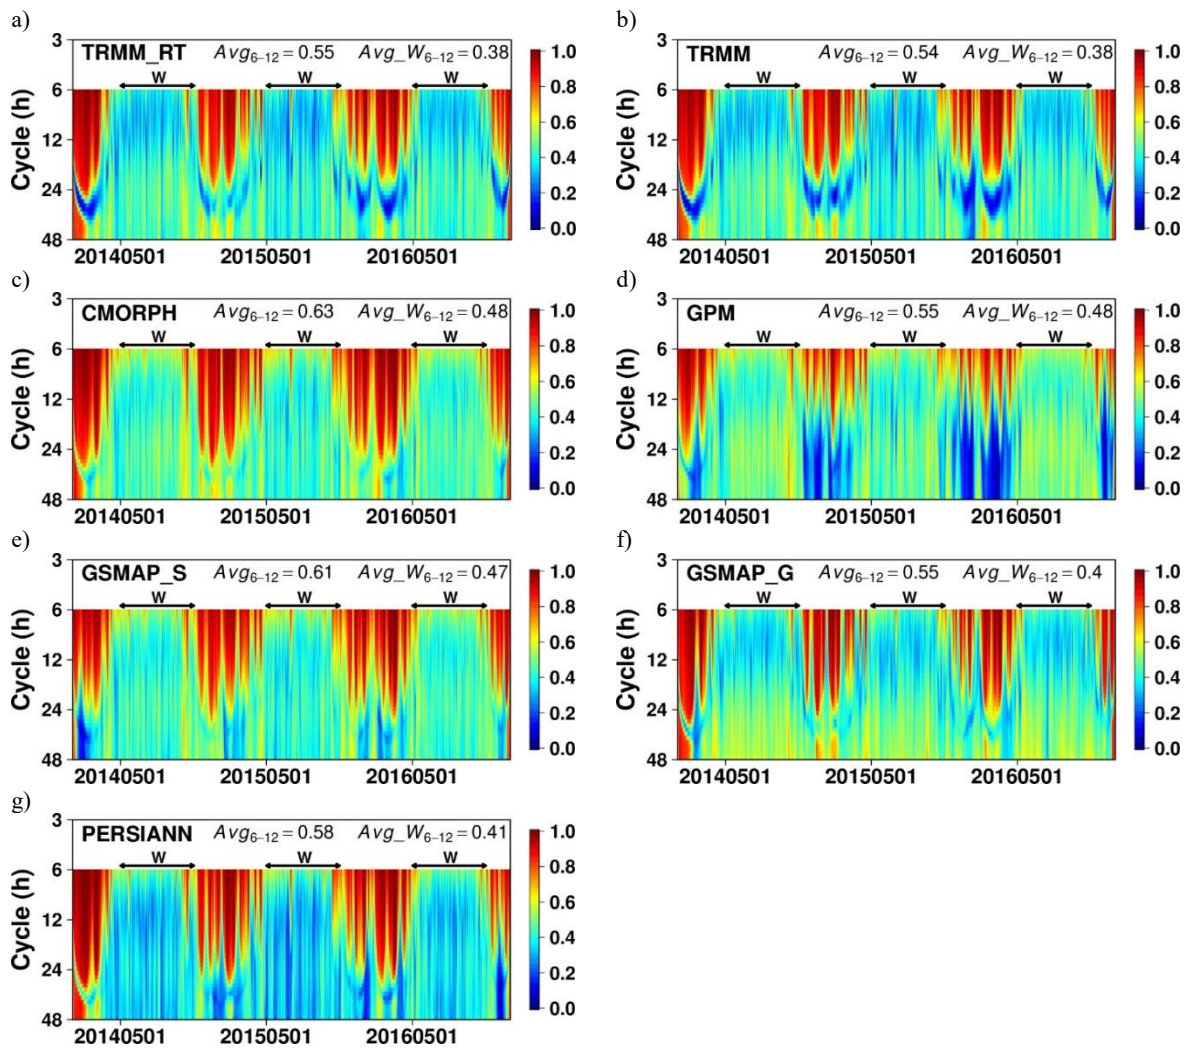 a)
TRMM_RT Avg6–12 = 0.55 Avg_W6–12 = 0.38
W W W
Cycle (h)
3
6
12
24
48
20140501 20150501 20160501
1.0
0.8
0.6
0.4
0.2
0.0
b)
TRMM Avg6–12 = 0.54 Avg_W6–12 = 0.38
W W W
Cycle (h)
3
6
12
24
48
20140501 20150501 20160501
1.0
0.8
0.6
0.4
0.2
0.0
c)
CMORPH Avg6–12 = 0.63 Avg_W6–12 = 0.48
W W W
Cycle (h)
3
6
12
24
48
20140501 20150501 20160501
1.0
0.8
0.6
0.4
0.2
0.0
d)
GPM Avg6–12 = 0.55 Avg_W6–12 = 0.48
W W W
Cycle (h)
3
6
12
24
48
20140501 20150501 20160501
1.0
0.8
0.6
0.4
0.2
0.0
e)
GSMAP_S Avg6–12 = 0.61 Avg_W6–12 = 0.47
W W W
Cycle (h)
3
6
12
24
48
20140501 20150501 20160501
1.0
0.8
0.6
0.4
0.2
0.0
f)
GSMAP_G Avg6–12 = 0.55 Avg_W6–12 = 0.4
W W W
Cycle (h)
3
6
12
24
48
20140501 20150501 20160501
1.0
0.8
0.6
0.4
0.2
0.0
g)
PERSIANN Avg6–12 = 0.58 Avg_W6–12 = 0.41
W W W
Cycle (h)
3
6
12
24
48
20140501 20150501 20160501
1.0
0.8
0.6
0.4
0.2
0.0